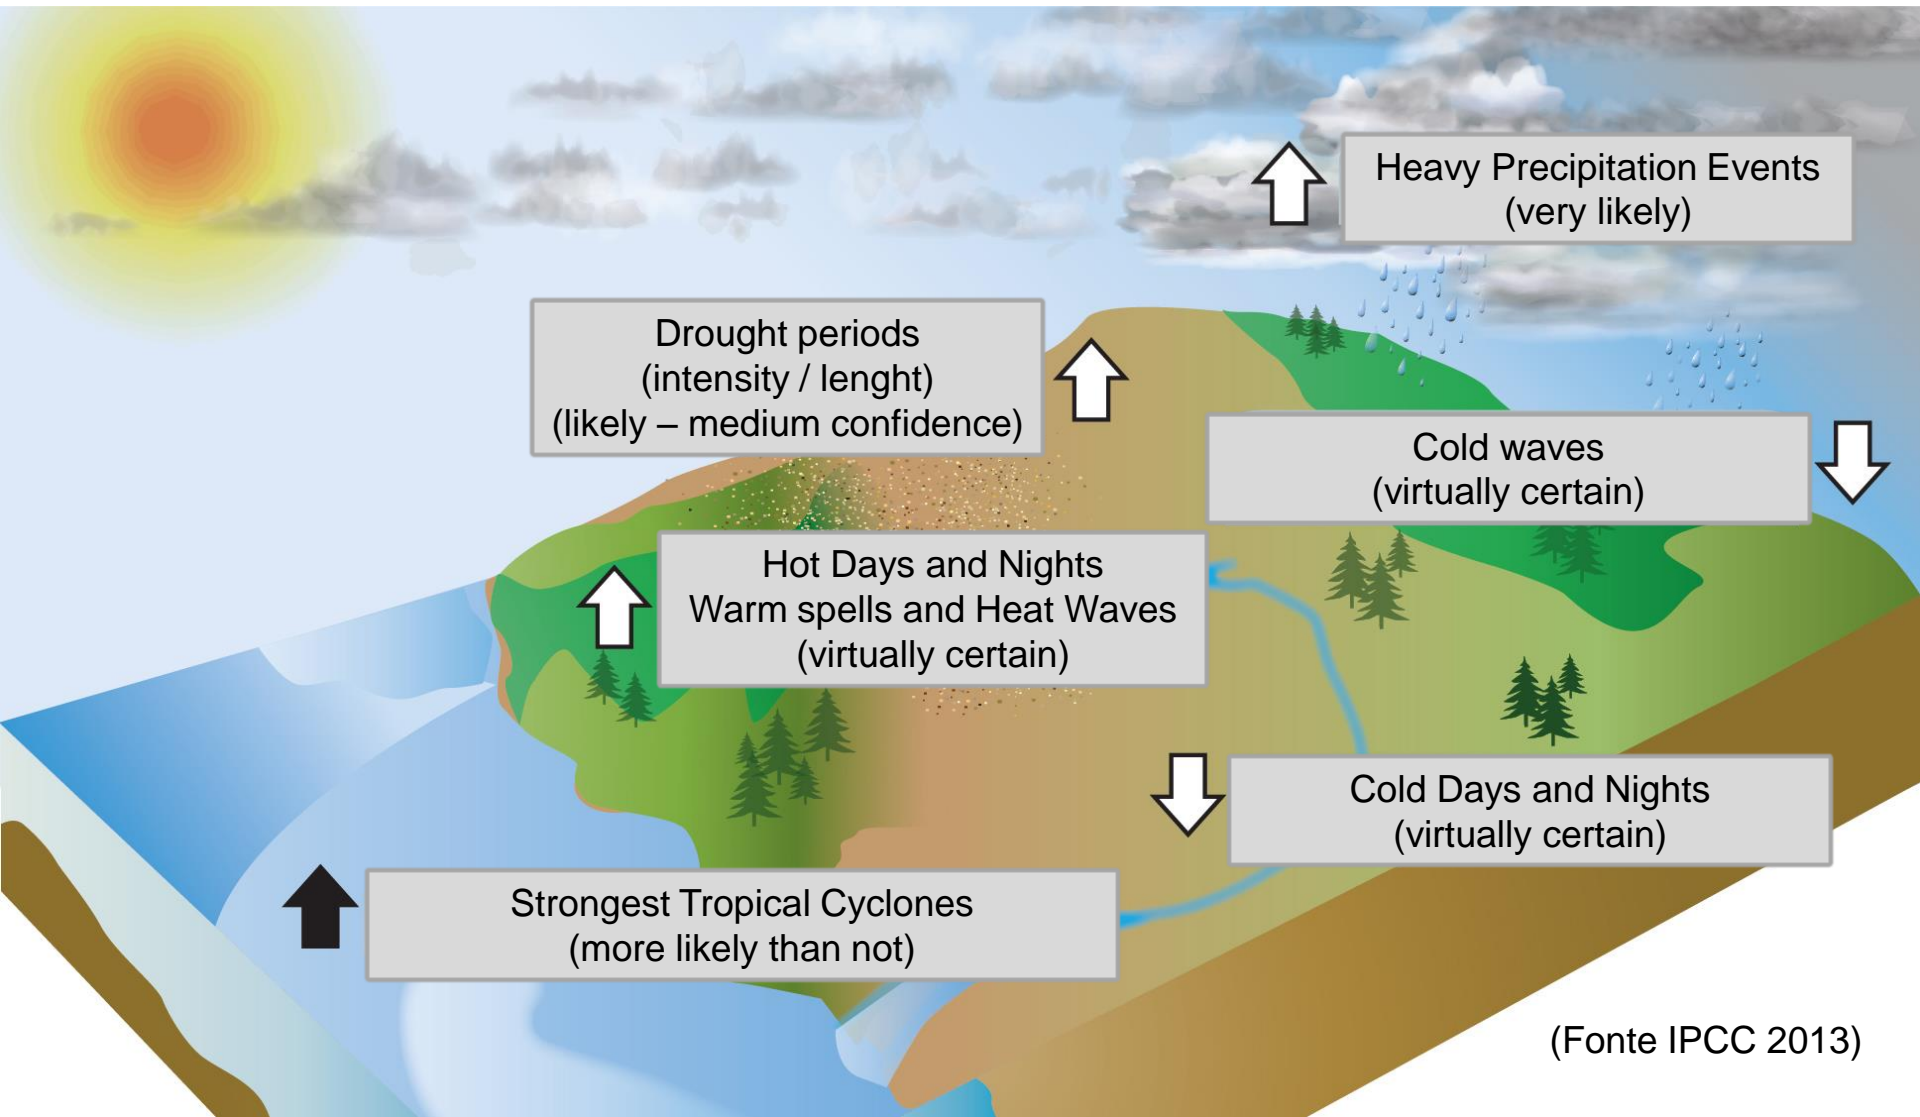 Heavy Precipitation Events
(very likely)
Drought periods
(intensity / lenght)
(likely – medium confidence)
Cold waves
(virtually certain)
Hot Days and Nights
Warm spells and Heat Waves
(virtually certain)
Cold Days and Nights
(virtually certain)
Strongest Tropical Cyclones
(more likely than not)
(Fonte IPCC 2013)